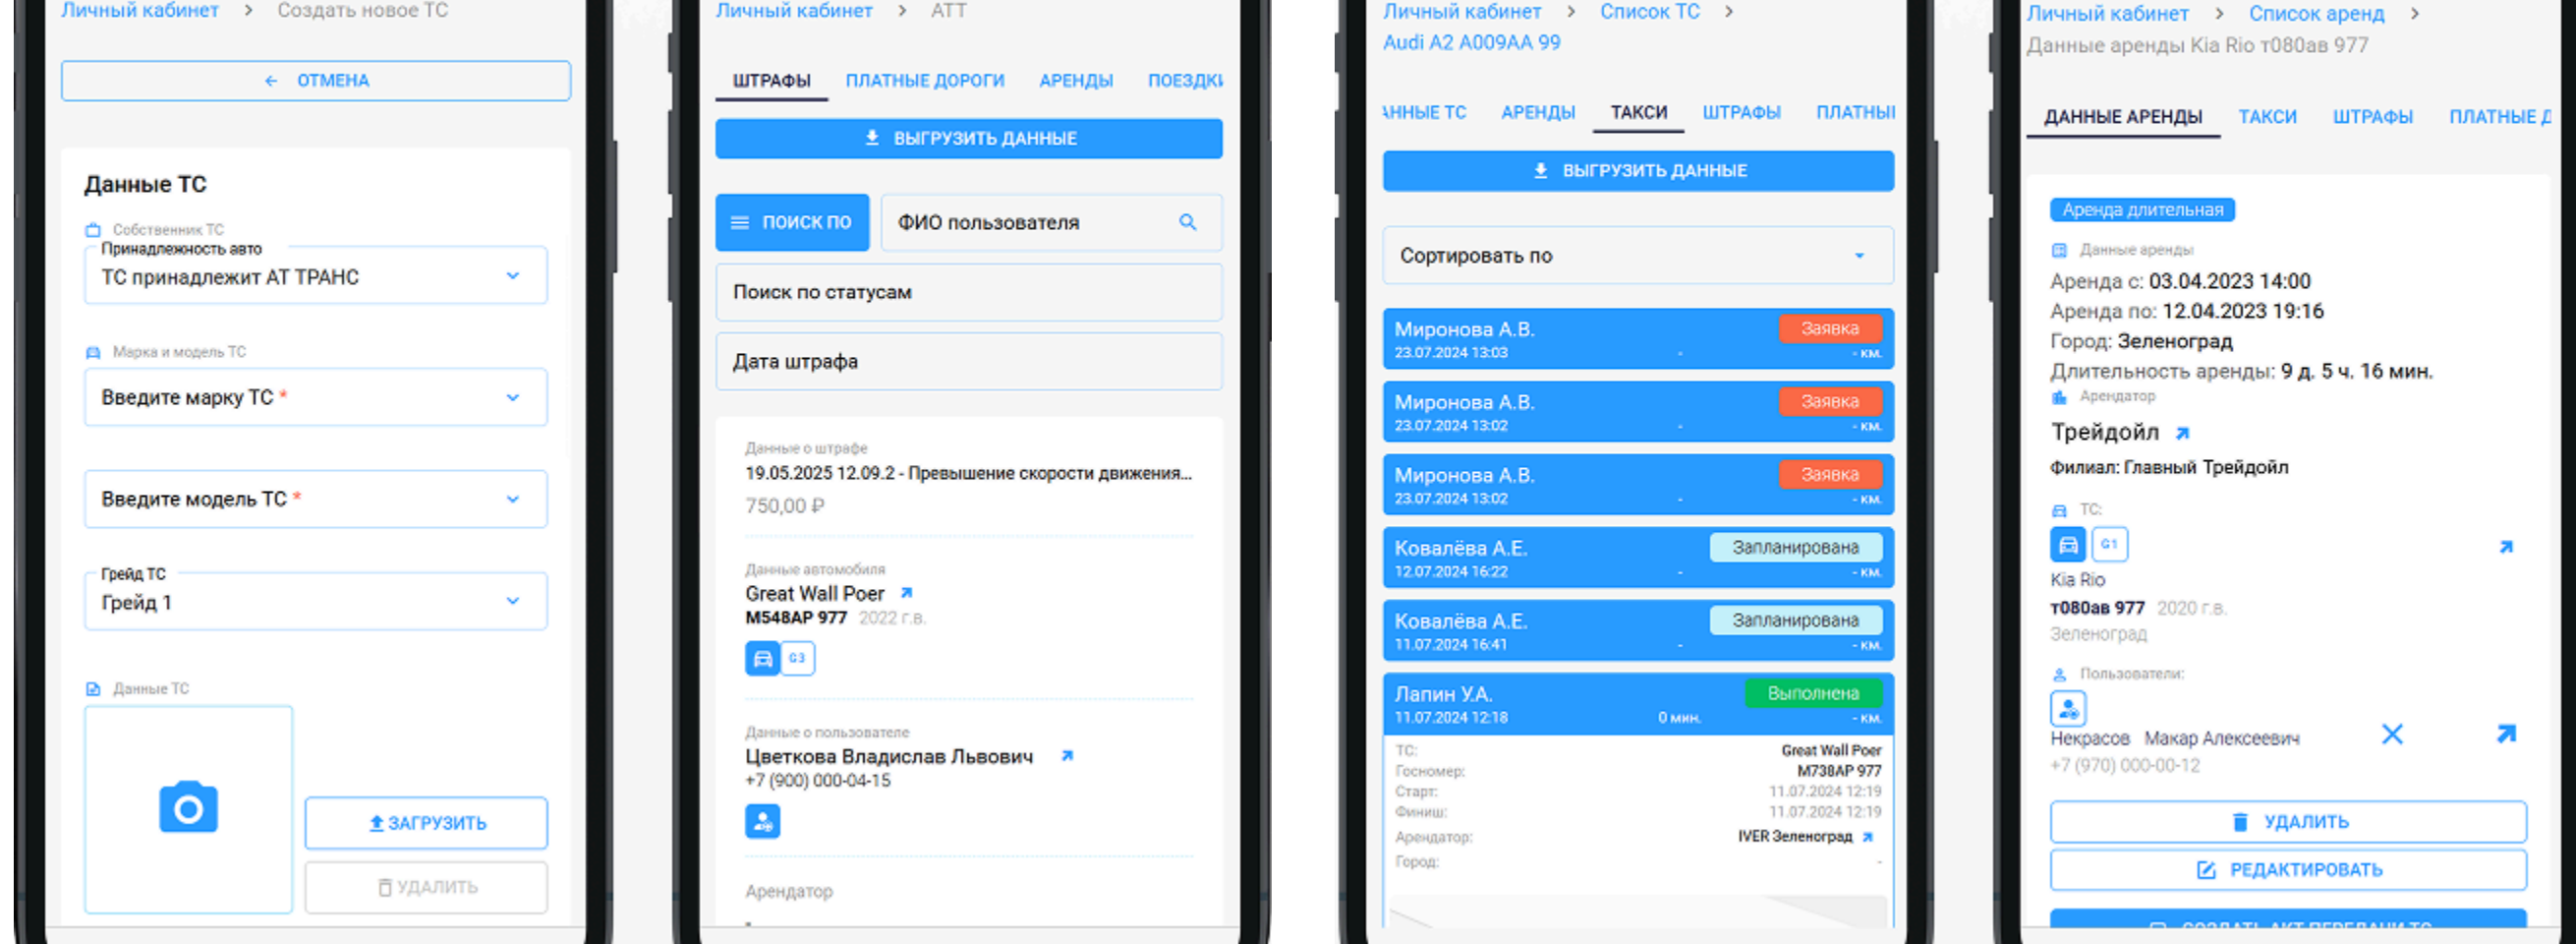 Личный кабинет > Создать новое ТС
← ОТМЕНА
Данные ТС
Собственник ТС
Принадлежность авто
ТС принадлежит АТ ТРАНС
Марка и модель ТС
Введите марку ТС *
Введите модель ТС *
Грейд ТС
Грейд 1
Данные ТС
ЗАГРУЗИТЬ
УДАЛИТЬ
Личный кабинет > АТТ
ШТРАФЫ ПЛАТНЫЕ ДОРОГИ АРЕНДЫ ПОЕЗДКИ
ВЫГРУЗИТЬ ДАННЫЕ
ПОИСК ПО ФИО пользователя
Поиск по статусам
Дата штрафа
Данные о штрафе
19.05.2025 12.09.2 - Превышение скорости движения...
750,00 ₽
Данные автомобиля
Great Wall Poer
М548АР 977 2022 г.в.
G3
Данные о пользователе
Цветкова Владислав Львович
+7 (900) 000-04-15
Арендатор
-
Личный кабинет > Список ТС >
Audi A2 А009АА 99
АННЫЕ ТС АРЕНДЫ ТАКСИ ШТРАФЫ ПЛАТНЫ
ВЫГРУЗИТЬ ДАННЫЕ
Сортировать по
Миронова А.В. Заявка
23.07.2024 13:03 - - км.
Миронова А.В. Заявка
23.07.2024 13:02 - - км.
Миронова А.В. Заявка
23.07.2024 13:02 - - км.
Ковалёва А.Е. Запланирована
12.07.2024 16:22 - - км.
Ковалёва А.Е. Запланирована
11.07.2024 16:41 - - км.
Лапин У.А. Выполнена
11.07.2024 12:18 0 мин. - км.
ТС: Great Wall Poer
Госномер: М738АР 977
Старт: 11.07.2024 12:19
Финиш: 11.07.2024 12:19
Арендатор: IVER Зеленоград
Город: -
Личный кабинет > Список аренд >
Данные аренды Kia Rio т080ав 977
ДАННЫЕ АРЕНДЫ ТАКСИ ШТРАФЫ ПЛАТНЫЕ Д
Аренда длительная
Данные аренды
Аренда с: 03.04.2023 14:00
Аренда по: 12.04.2023 19:16
Город: Зеленоград
Длительность аренды: 9 д. 5 ч. 16 мин.
Арендатор
Трейдойл
Филиал: Главный Трейдойл
ТС:
G1
Kia Rio
т080ав 977 2020 г.в.
Зеленоград
Пользователи:
Некрасов Макар Алексеевич
+7 (970) 000-00-12
УДАЛИТЬ
РЕДАКТИРОВАТЬ
СОЗДАТЬ АКТ ПЕРЕДАЧИ ТС